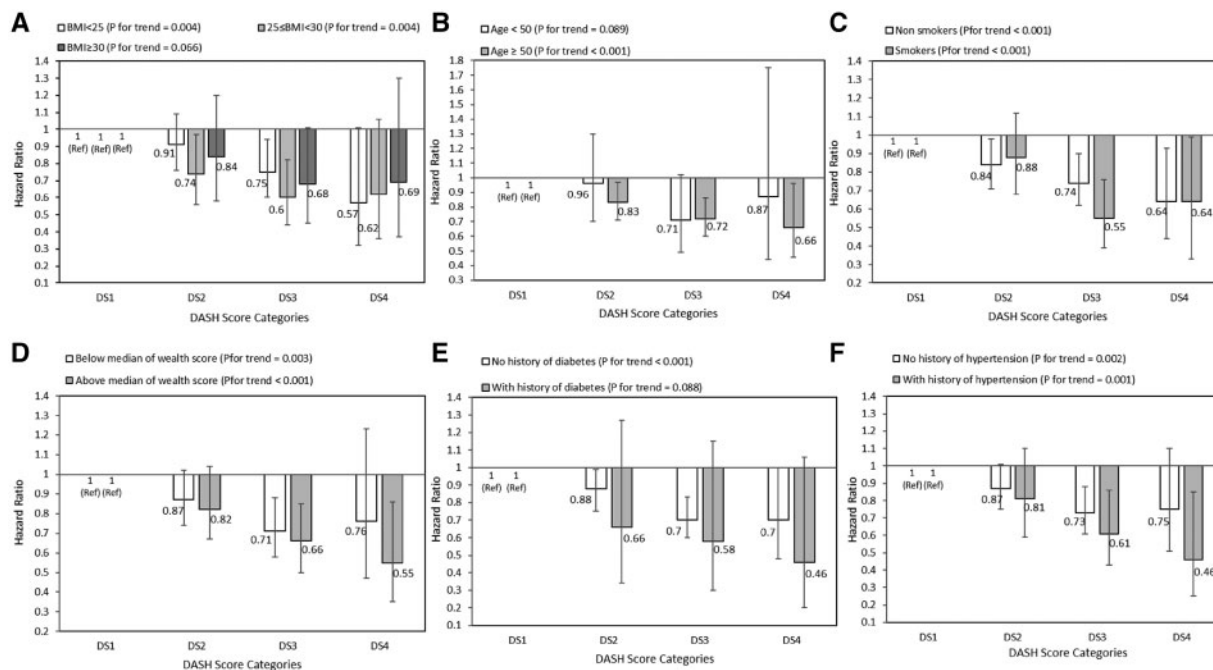 A
BMI<25 (P for trend = 0.004)
25≤BMI<30 (P for trend = 0.004)
BMI≥30 (P for trend = 0.066)
Hazard Ratio
1.4
1.3
1.2
1.1
1
0.9
0.8
0.7
0.6
0.5
0.4
0.3
0.2
0.1
1 1 1
(Ref) (Ref) (Ref)
0.91
0.74
0.84
0.75
0.6
0.68
0.57
0.62
0.69
DS1 DS2 DS3 DS4
DASH Score Categories
B
Age < 50 (P for trend = 0.089)
Age ≥ 50 (P for trend < 0.001)
Hazard Ratio
1.8
1.7
1.6
1.5
1.4
1.3
1.2
1.1
1
0.9
0.8
0.7
0.6
0.5
0.4
0.3
1 1
(Ref) (Ref)
0.96
0.83
0.71
0.72
0.87
0.66
DS1 DS2 DS3 DS4
DASH Score Categories
C
Non smokers (Pfor trend < 0.001)
Smokers (Pfor trend < 0.001)
Hazard Ratio
1.4
1.3
1.2
1.1
1
0.9
0.8
0.7
0.6
0.5
0.4
0.3
0.2
1 1
(Ref) (Ref)
0.84
0.88
0.74
0.55
0.64
0.64
DS1 DS2 DS3 DS4
DASH Score Categories
D
Below median of wealth score (Pfor trend = 0.003)
Above median of wealth score (Pfor trend < 0.001)
Hazard Ratio
1.4
1.3
1.2
1.1
1
0.9
0.8
0.7
0.6
0.5
0.4
0.3
0.2
1 1
(Ref) (Ref)
0.87
0.82
0.71
0.66
0.76
0.55
DS1 DS2 DS3 DS4
DASH Score Categories
E
No history of diabetes (P for trend < 0.001)
With history of diabetes (P for trend = 0.088)
Hazard Ratio
1.4
1.3
1.2
1.1
1
0.9
0.8
0.7
0.6
0.5
0.4
0.3
0.2
0.1
1 1
(Ref) (Ref)
0.88
0.66
0.7
0.58
0.7
0.46
DS1 DS2 DS3 DS4
DASH Score Categories
F
No history of hypertension (P for trend = 0.002)
With history of hypertension (P for trend = 0.001)
Hazard Ratio
1.4
1.3
1.2
1.1
1
0.9
0.8
0.7
0.6
0.5
0.4
0.3
0.2
0.1
1 1
(Ref) (Ref)
0.87
0.81
0.73
0.61
0.75
0.46
DS1 DS2 DS3 DS4
DASH Score Categories